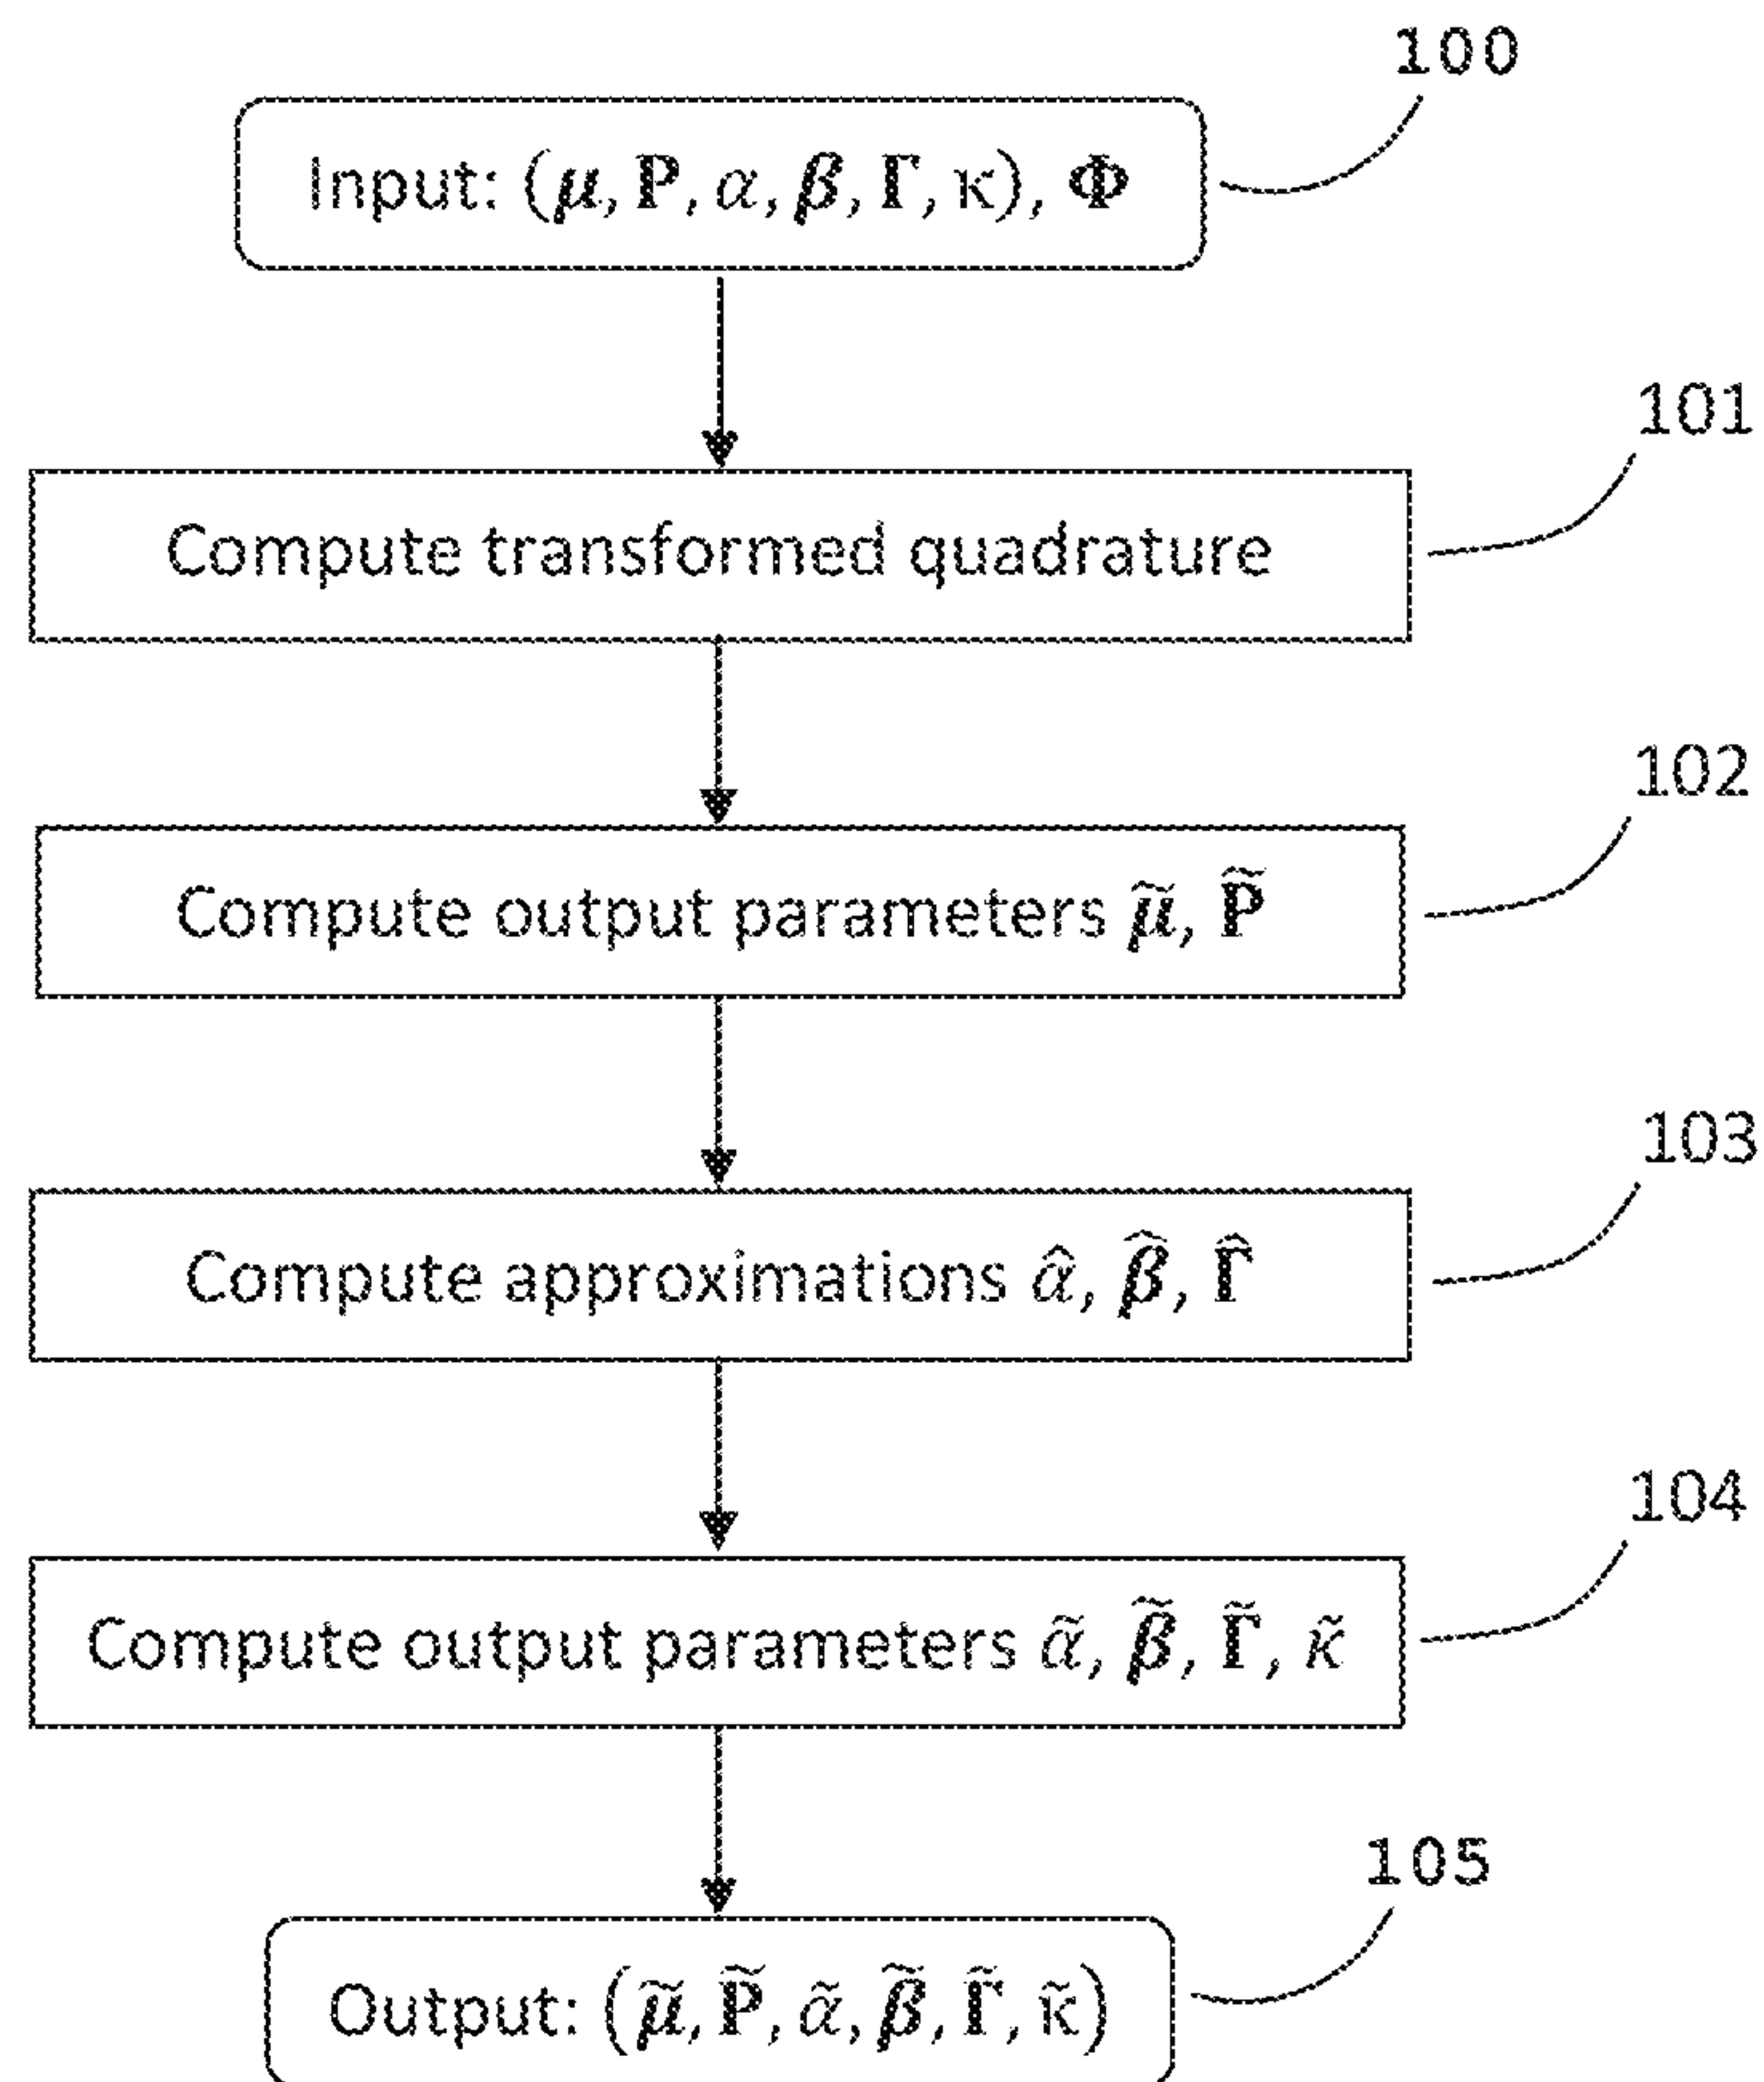 100
Input: (μ, P, α, β, Γ, κ), Φ
101
Compute transformed quadrature
102
Compute output parameters μ̃, P̃
103
Compute approximations α̂, β̂, Γ̂
104
Compute output parameters α̃, β̃, Γ̃, κ̃
105
Output: (μ̃, P̃, α̃, β̃, Γ̃, κ̃)